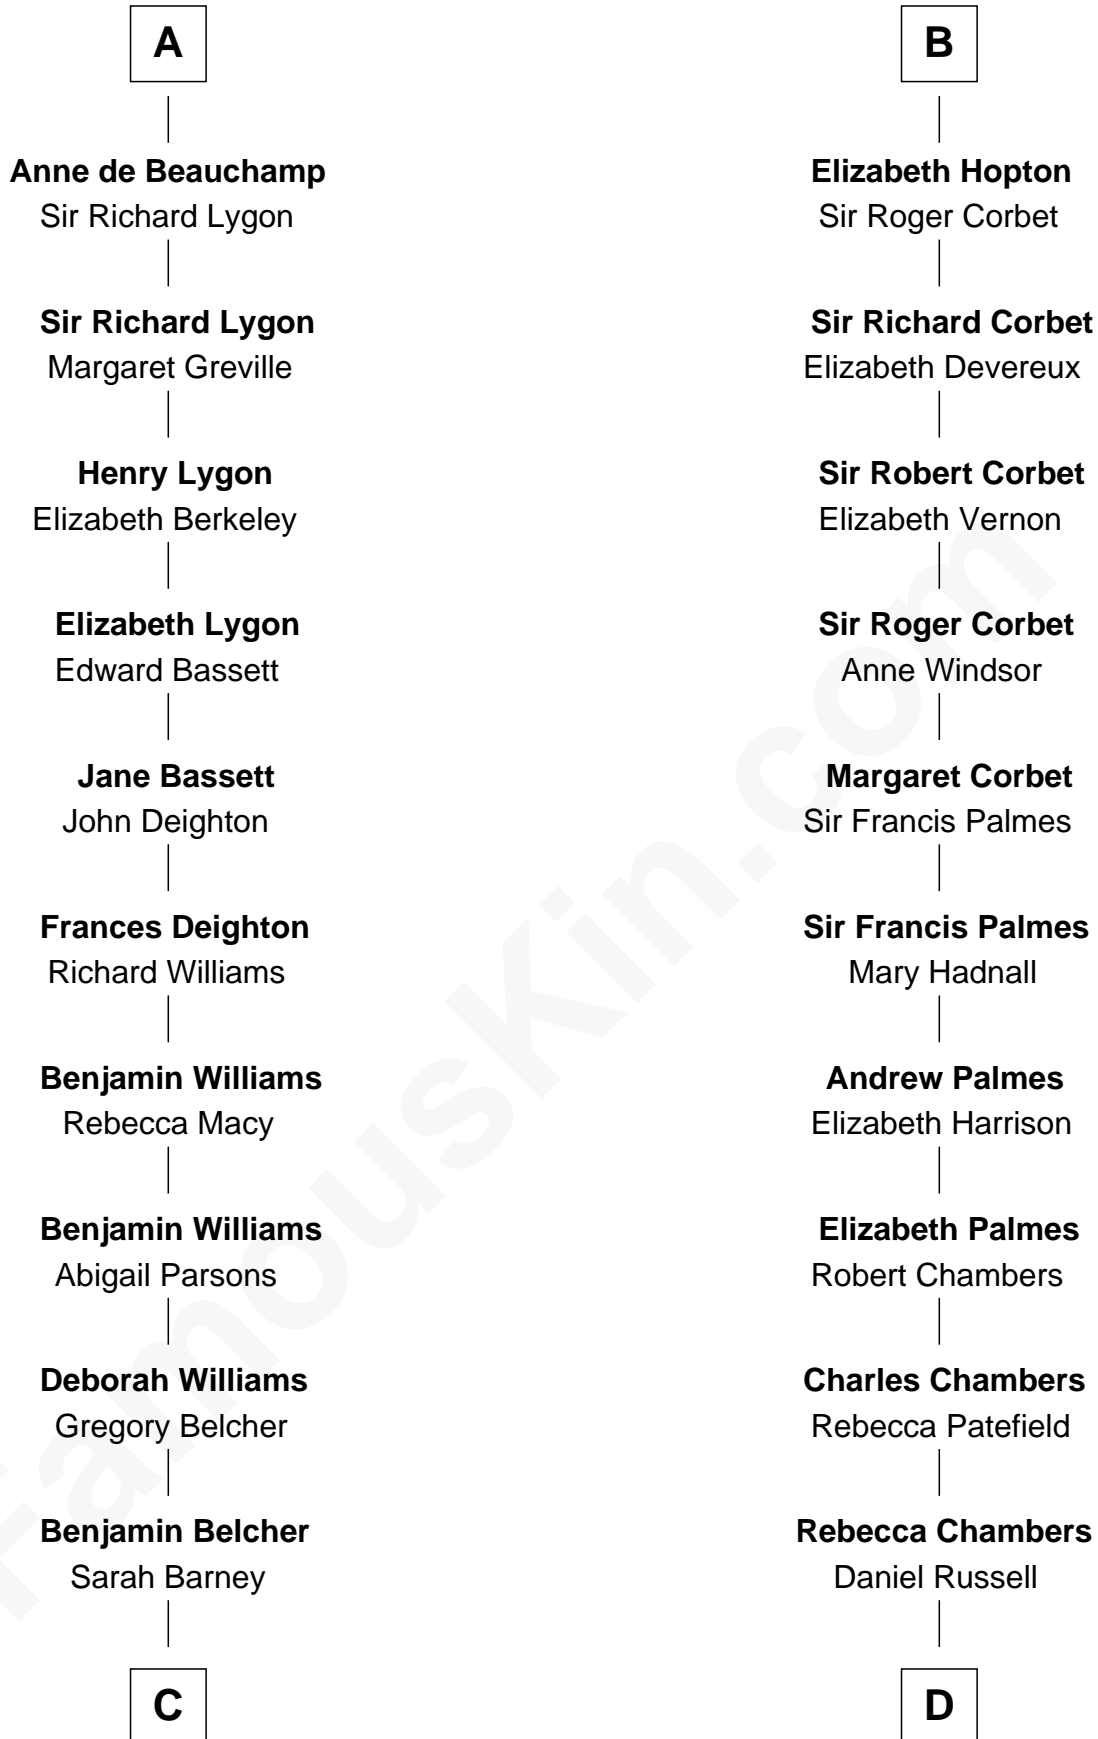 A
Anne de Beauchamp
Sir Richard Lygon
Sir Richard Lygon
Margaret Greville
Henry Lygon
Elizabeth Berkeley
Elizabeth Lygon
Edward Bassett
Jane Bassett
John Deighton
Frances Deighton
Richard Williams
Benjamin Williams
Rebecca Macy
Benjamin Williams
Abigail Parsons
Deborah Williams
Gregory Belcher
Benjamin Belcher
Sarah Barney
C
B
Elizabeth Hopton
Sir Roger Corbet
Sir Richard Corbet
Elizabeth Devereux
Sir Robert Corbet
Elizabeth Vernon
Sir Roger Corbet
Anne Windsor
Margaret Corbet
Sir Francis Palmes
Sir Francis Palmes
Mary Hadnall
Andrew Palmes
Elizabeth Harrison
Elizabeth Palmes
Robert Chambers
Charles Chambers
Rebecca Patefield
Rebecca Chambers
Daniel Russell
D
FamousKin.com